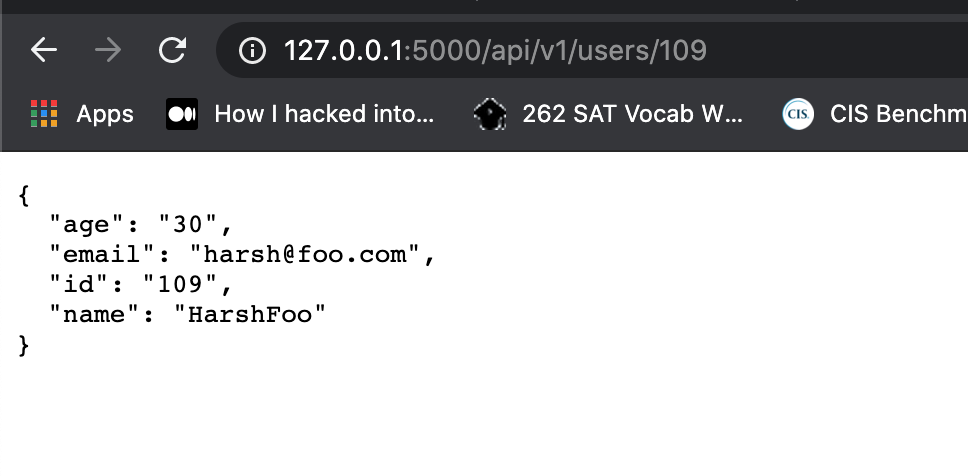 127.0.0.1:5000/api/v1/users/109
Apps How I hacked into... 262 SAT Vocab W... CIS. CIS Benchm
{
"age": "30",
"email": "harsh@foo.com",
"id": "109",
"name": "HarshFoo"
}